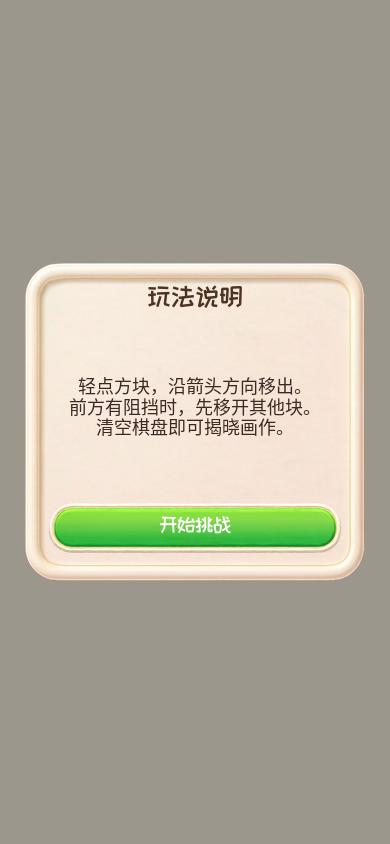 玩法说明
轻点方块，沿箭头方向移出。
前方有阻挡时，先移开其他块。
清空棋盘即可揭晓画作。
开始挑战